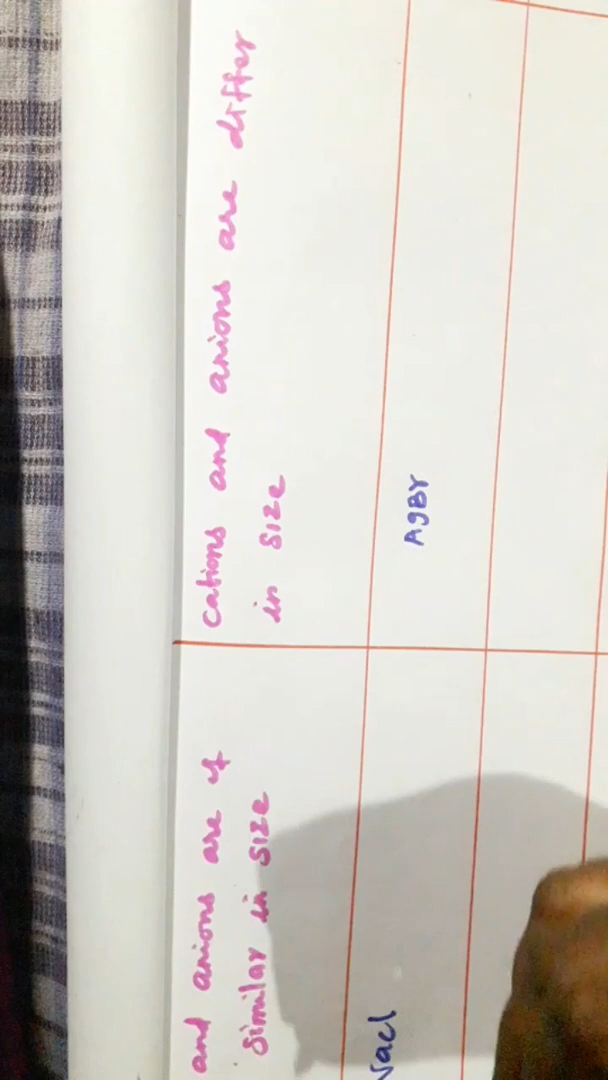 and anions are of
similar in size
cations and anions are differ
in size
Nacl
AgBr